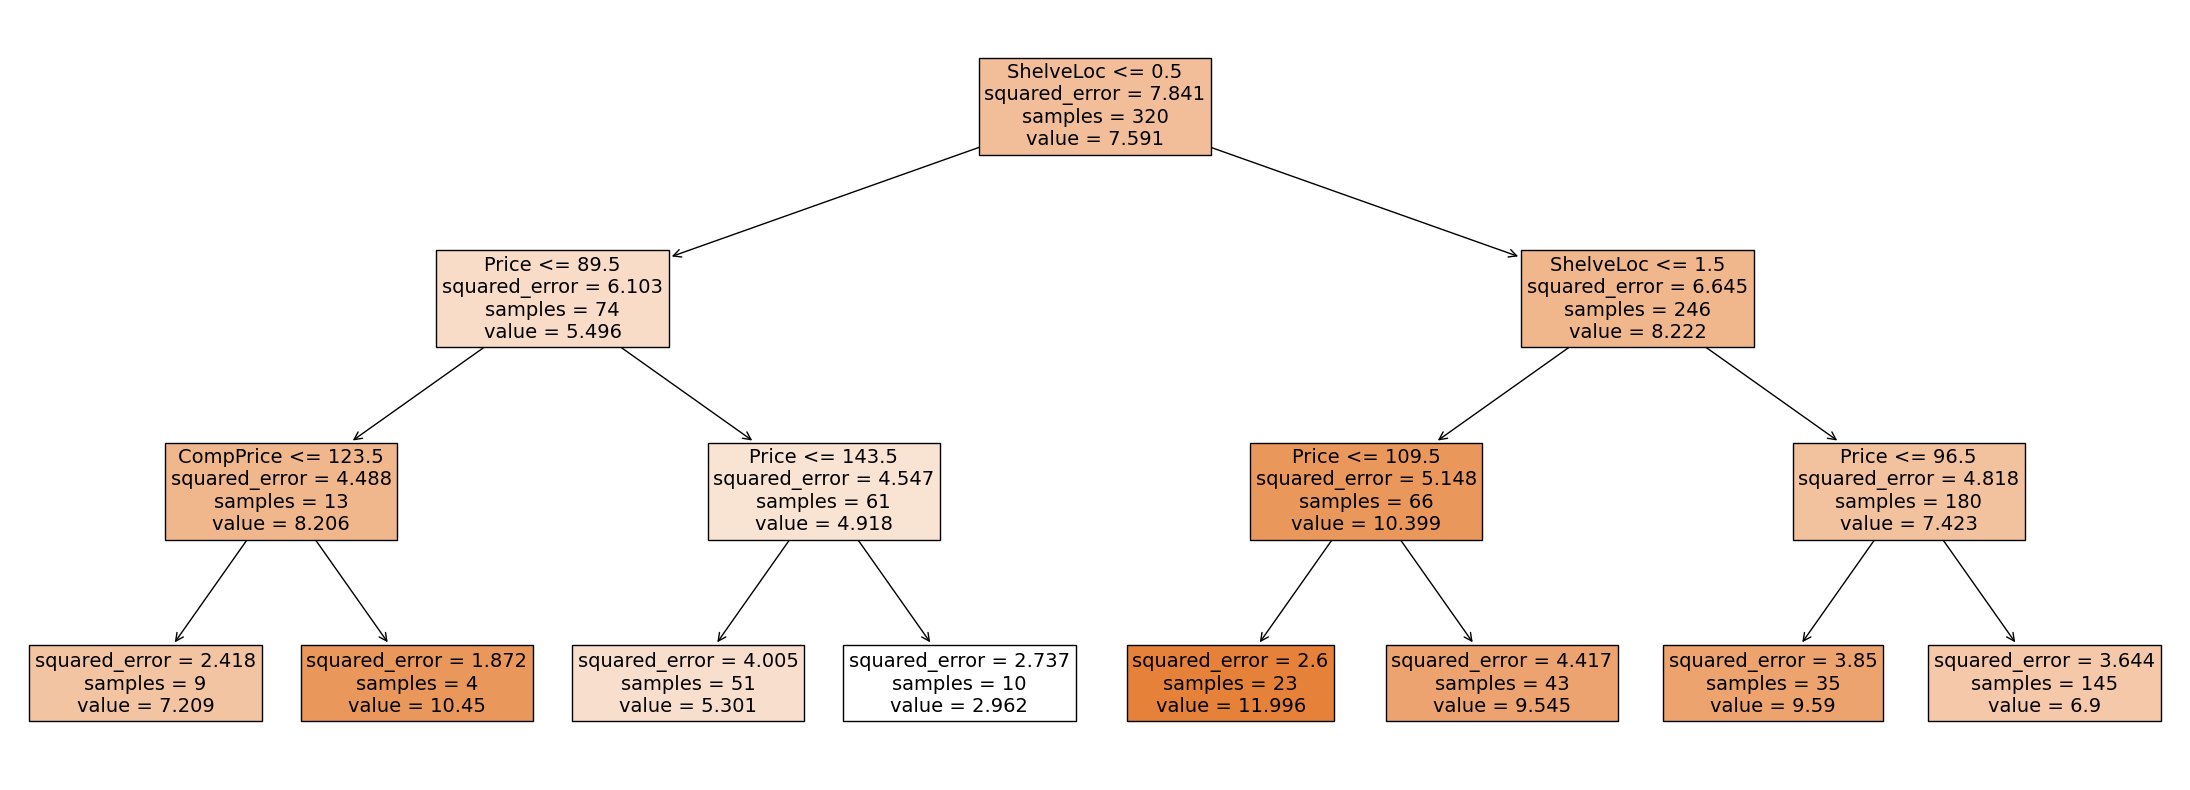 ShelveLoc <= 0.5
squared_error = 7.841
samples = 320
value = 7.591
Price <= 89.5
squared_error = 6.103
samples = 74
value = 5.496
ShelveLoc <= 1.5
squared_error = 6.645
samples = 246
value = 8.222
CompPrice <= 123.5
squared_error = 4.488
samples = 13
value = 8.206
Price <= 143.5
squared_error = 4.547
samples = 61
value = 4.918
Price <= 109.5
squared_error = 5.148
samples = 66
value = 10.399
Price <= 96.5
squared_error = 4.818
samples = 180
value = 7.423
squared_error = 2.418
samples = 9
value = 7.209
squared_error = 1.872
samples = 4
value = 10.45
squared_error = 4.005
samples = 51
value = 5.301
squared_error = 2.737
samples = 10
value = 2.962
squared_error = 2.6
samples = 23
value = 11.996
squared_error = 4.417
samples = 43
value = 9.545
squared_error = 3.85
samples = 35
value = 9.59
squared_error = 3.644
samples = 145
value = 6.9